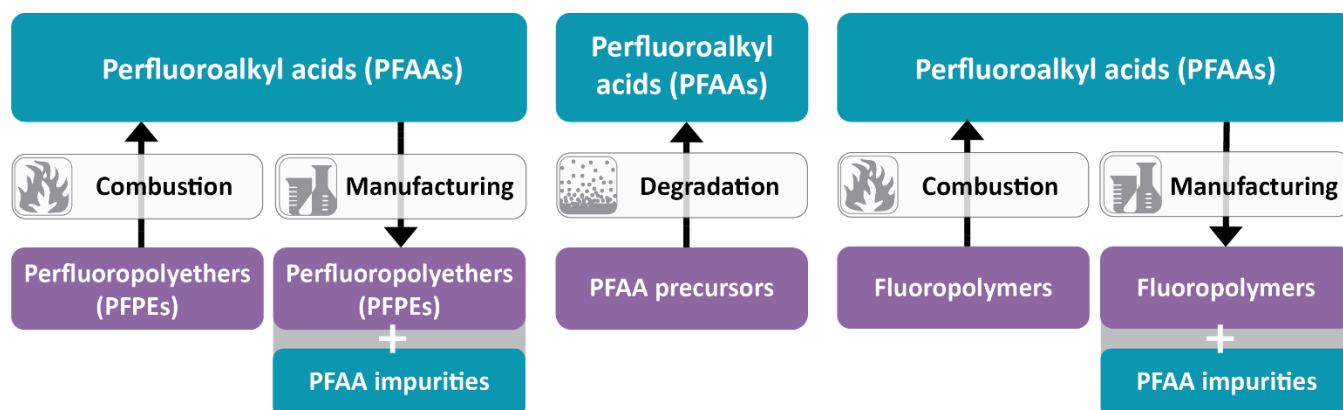 Perfluoroalkyl acids (PFAAs)
Combustion
Manufacturing
Perfluoropolyethers
(PFPEs)
Perfluoropolyethers
(PFPEs)
+
PFAA impurities
Perfluoroalkyl
acids (PFAAs)
Degradation
PFAA precursors
Perfluoroalkyl acids (PFAAs)
Combustion
Manufacturing
Fluoropolymers
Fluoropolymers
+
PFAA impurities